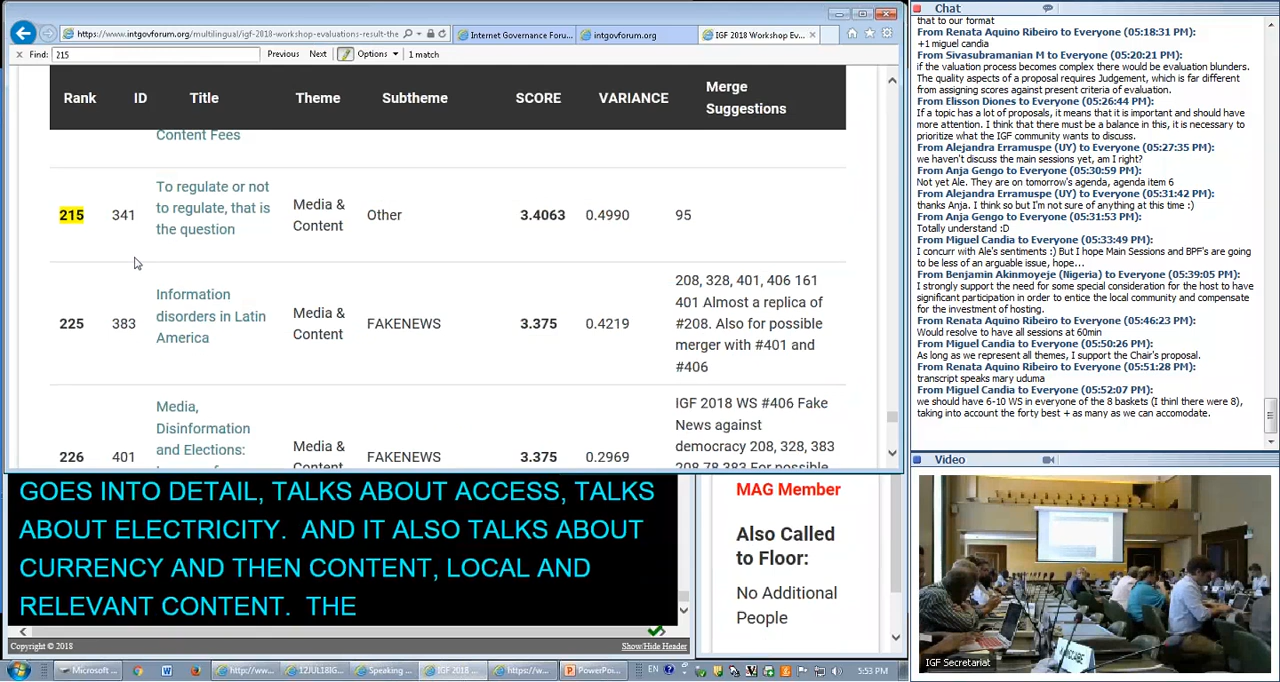 https://www.intgovforum.org/multilingual/igf-2018-workshop-evaluations-result-the
Internet Governance Forum...
intgovforum.org
IGF 2018 Workshop Ev...
Find: 215 Previous Next Options 1 match
Rank ID Title Theme Subtheme SCORE VARIANCE Merge
Suggestions
Content Fees
To regulate or not
to regulate, that is
the question
215 341 Media &
Content Other 3.4063 0.4990 95
Information
disorders in Latin
America
225 383 Media &
Content FAKENEWS 3.375 0.4219
208, 328, 401, 406 161
401 Almost a replica of
#208. Also for possible
merger with #401 and
#406
Media,
Disinformation
and Elections:
226 401 Media &
Content FAKENEWS 3.375 0.2969
IGF 2018 WS #406 Fake
News against
democracy 208, 328, 383
208 78 383 For possible
GOES INTO DETAIL, TALKS ABOUT ACCESS, TALKS
ABOUT ELECTRICITY.  AND IT ALSO TALKS ABOUT
CURRENCY AND THEN CONTENT, LOCAL AND
RELEVANT CONTENT.  THE
Copyright © 2018
Show/Hide Header
MAG Member
Also Called
to Floor:
No Additional
People
Chat
that to our format
From Renata Aquino Ribeiro to Everyone (05:18:31 PM):
+1 miguel candia
From Sivasubramanian M to Everyone (05:20:21 PM):
if the valuation process becomes complex there would be evaluation blunders.
The quality aspects of a proposal requires Judgement, which is far different
from assigning scores against present criteria of evaluation.
From Elisson Diones to Everyone (05:26:44 PM):
If a topic has a lot of proposals, it means that it is important and should have
more attention. I think that there must be a balance in this, it is necessary to
prioritize what the IGF community wants to discuss.
From Alejandra Erramuspe (UY) to Everyone (05:27:35 PM):
we haven't discuss the main sessions yet, am I right?
From Anja Gengo to Everyone (05:30:59 PM):
Not yet Ale. They are on tomorrow's agenda, agenda item 6
From Alejandra Erramuspe (UY) to Everyone (05:31:42 PM):
thanks Anja. I think so but I'm not sure of anything at this time :)
From Anja Gengo to Everyone (05:31:53 PM):
Totally understand :D
From Miguel Candia to Everyone (05:33:49 PM):
I concurr with Ale's sentiments :) But I hope Main Sessions and BPF's are going
to be less of an arguable issue, hope...
From Benjamin Akinmoyeje (Nigeria) to Everyone (05:39:05 PM):
I strongly support the need for some special consideration for the host to have
significant participation in order to entice the local community and compensate
for the investment of hosting.
From Renata Aquino Ribeiro to Everyone (05:46:23 PM):
Would resolve to have all sessions at 60min
From Miguel Candia to Everyone (05:50:26 PM):
As long as we represent all themes, I support the Chair's proposal.
From Renata Aquino Ribeiro to Everyone (05:51:28 PM):
transcript speaks mary uduma
From Miguel Candia to Everyone (05:52:07 PM):
we should have 6-10 WS in everyone of the 8 baskets (I thinl there were 8),
taking into account the forty best + as many as we can accomodate.
Video
IGF Secretariat
Microsoft ...
http://ww...
12JUL18IG...
Speaking ...
IGF 2018 ...
https://w...
PowerPoi...
EN
5:53 PM